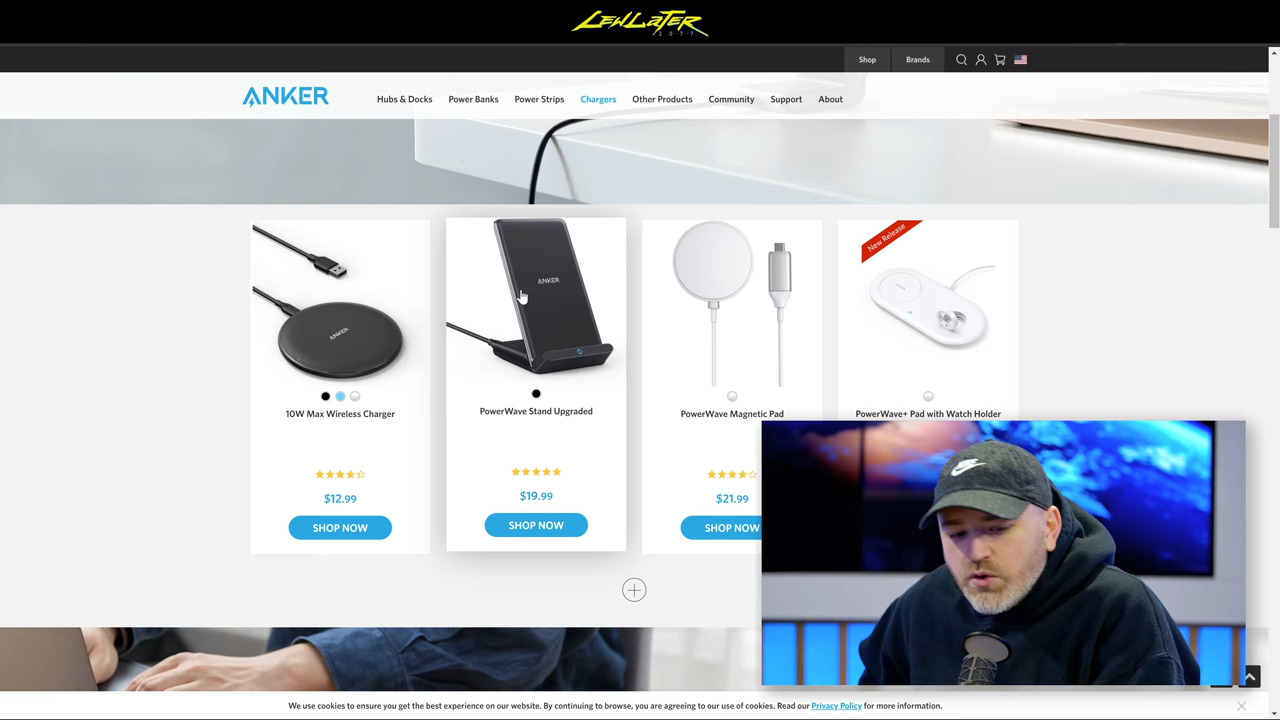 LEWLATER
2077
Shop
Brands
ANKER
Hubs & Docks
Power Banks
Power Strips
Chargers
Other Products
Community
Support
About
ANKER
ANKER
New Release
10W Max Wireless Charger
PowerWave Stand Upgraded
PowerWave Magnetic Pad
PowerWave+ Pad with Watch Holder
$12.99
$19.99
$21.99
SHOP NOW
SHOP NOW
SHOP NOW
We use cookies to ensure you get the best experience on our website. By continuing to browse, you are agreeing to our use of cookies. Read our Privacy Policy for more information.